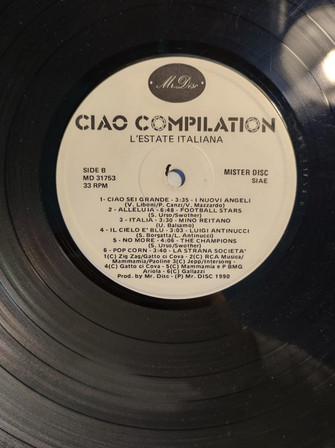 Mr. Disc
CIAO COMPILATION
L'ESTATE ITALIANA
SIDE B
MD 31753
33 RPM
MISTER DISC
SIAE
1- CIAO SEI GRANDE - 3:35 - I NUOVI ANGELI
(V. Liboni/P. Canzi/V. Mazzardo)
2 - ALLELUIA - 6:48 - FOOTBALL STARS
(S. Urso/Swother)
3 - ITALIA - 3:30 - MINO REITANO
(U. Balsamo)
4 - IL CIELO E' BLU - 3:03 - LUIGI ANTINUCCI
(S. Borgatta/L. Antinucci)
5 - NO MORE - 4:06 - THE CHAMPIONS
(S. Urso/Swother)
6 - POP CORN - 3:40 - LA STRANA SOCIETA'
1(C) Zig Zag/Gatto ci Cova - 2(C) RCA Musica/
Mammamia/Paoline 3(C) Jepp/Intersong -
4(C) Gatto ci Cova - 5(C) Mammamia e P BMG
Ariola - 6(C) Gallazzi
Prod. by Mr. Disc - (P) Mr. DISC 1990